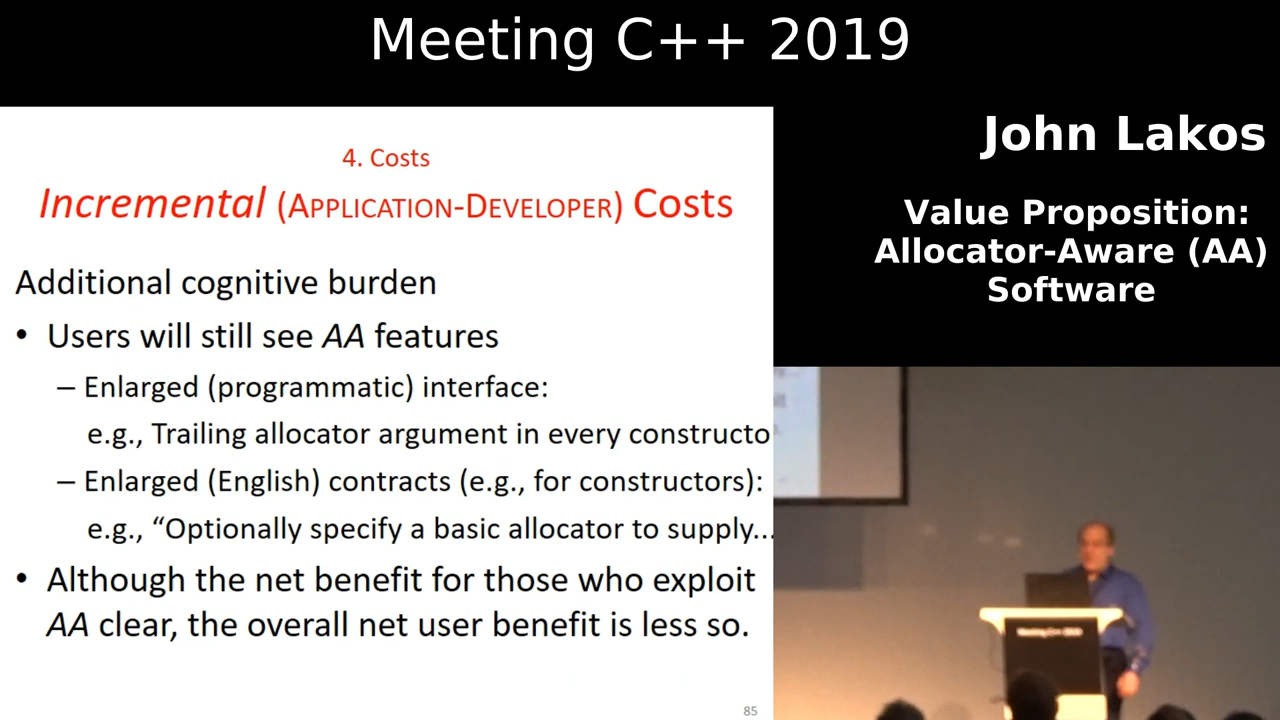 Meeting C++ 2019
4. Costs
Incremental (APPLICATION-DEVELOPER) Costs
Additional cognitive burden
• Users will still see AA features
– Enlarged (programmatic) interface:
e.g., Trailing allocator argument in every constructo
– Enlarged (English) contracts (e.g., for constructors):
e.g., “Optionally specify a basic allocator to supply...
• Although the net benefit for those who exploit
AA clear, the overall net user benefit is less so.
85
John Lakos
Value Proposition:
Allocator-Aware (AA)
Software
Meeting C++ 2019